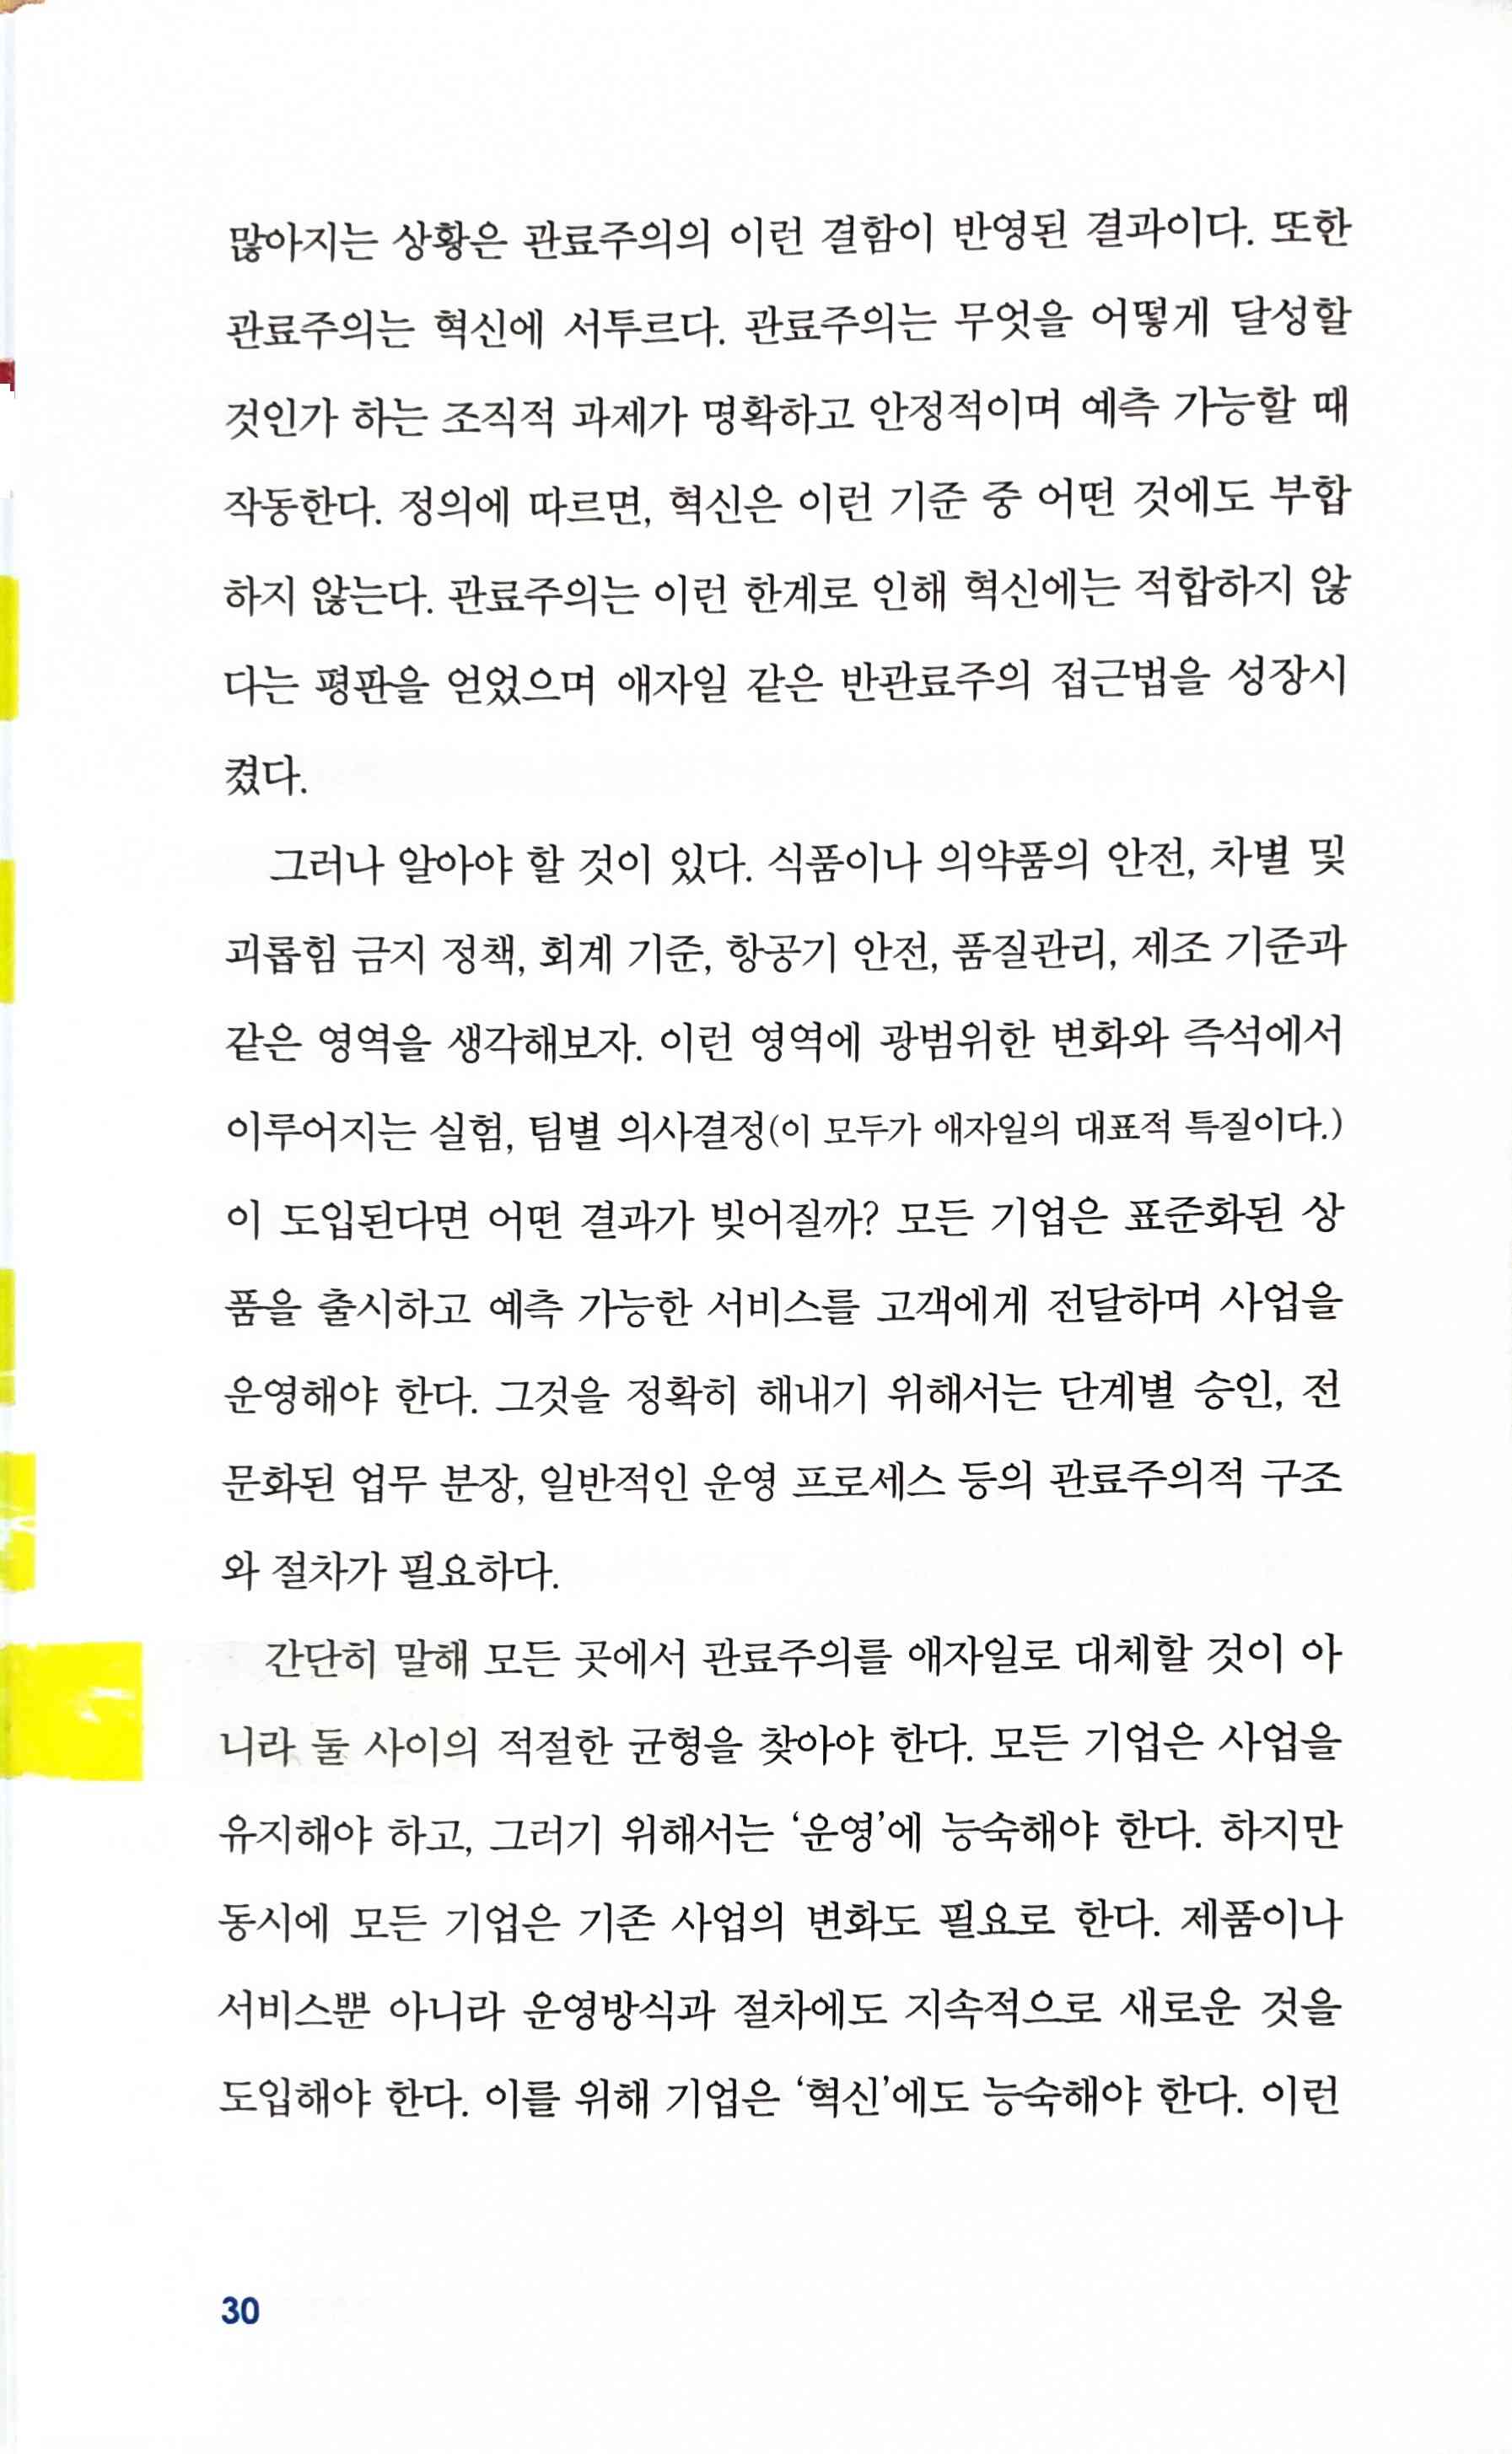 많아지는 상황은 관료주의의 이런 결함이 반영된 결과이다. 또한
관료주의는 혁신에 서투르다. 관료주의는 무엇을 어떻게 달성할
것인가 하는 조직적 과제가 명확하고 안정적이며 예측 가능할 때
작동한다. 정의에 따르면, 혁신은 이런 기준 중 어떤 것에도 부합
하지 않는다. 관료주의는 이런 한계로 인해 혁신에는 적합하지 않
다는 평판을 얻었으며 애자일 같은 반관료주의 접근법을 성장시
켰다.
그러나 알아야 할 것이 있다. 식품이나 의약품의 안전, 차별 및
괴롭힘 금지 정책, 회계 기준, 항공기 안전, 품질관리, 제조 기준과
같은 영역을 생각해보자. 이런 영역에 광범위한 변화와 즉석에서
이루어지는 실험, 팀별 의사결정(이 모두가 애자일의 대표적 특질이다.)
이 도입된다면 어떤 결과가 빚어질까? 모든 기업은 표준화된 상
품을 출시하고 예측 가능한 서비스를 고객에게 전달하며 사업을
운영해야 한다. 그것을 정확히 해내기 위해서는 단계별 승인, 전
문화된 업무 분장, 일반적인 운영 프로세스 등의 관료주의적 구조
와 절차가 필요하다.
간단히 말해 모든 곳에서 관료주의를 애자일로 대체할 것이 아
니라 둘 사이의 적절한 균형을 찾아야 한다. 모든 기업은 사업을
유지해야 하고, 그러기 위해서는 ‘운영’에 능숙해야 한다. 하지만
동시에 모든 기업은 기존 사업의 변화도 필요로 한다. 제품이나
서비스뿐 아니라 운영방식과 절차에도 지속적으로 새로운 것을
도입해야 한다. 이를 위해 기업은 ‘혁신’에도 능숙해야 한다. 이런
30